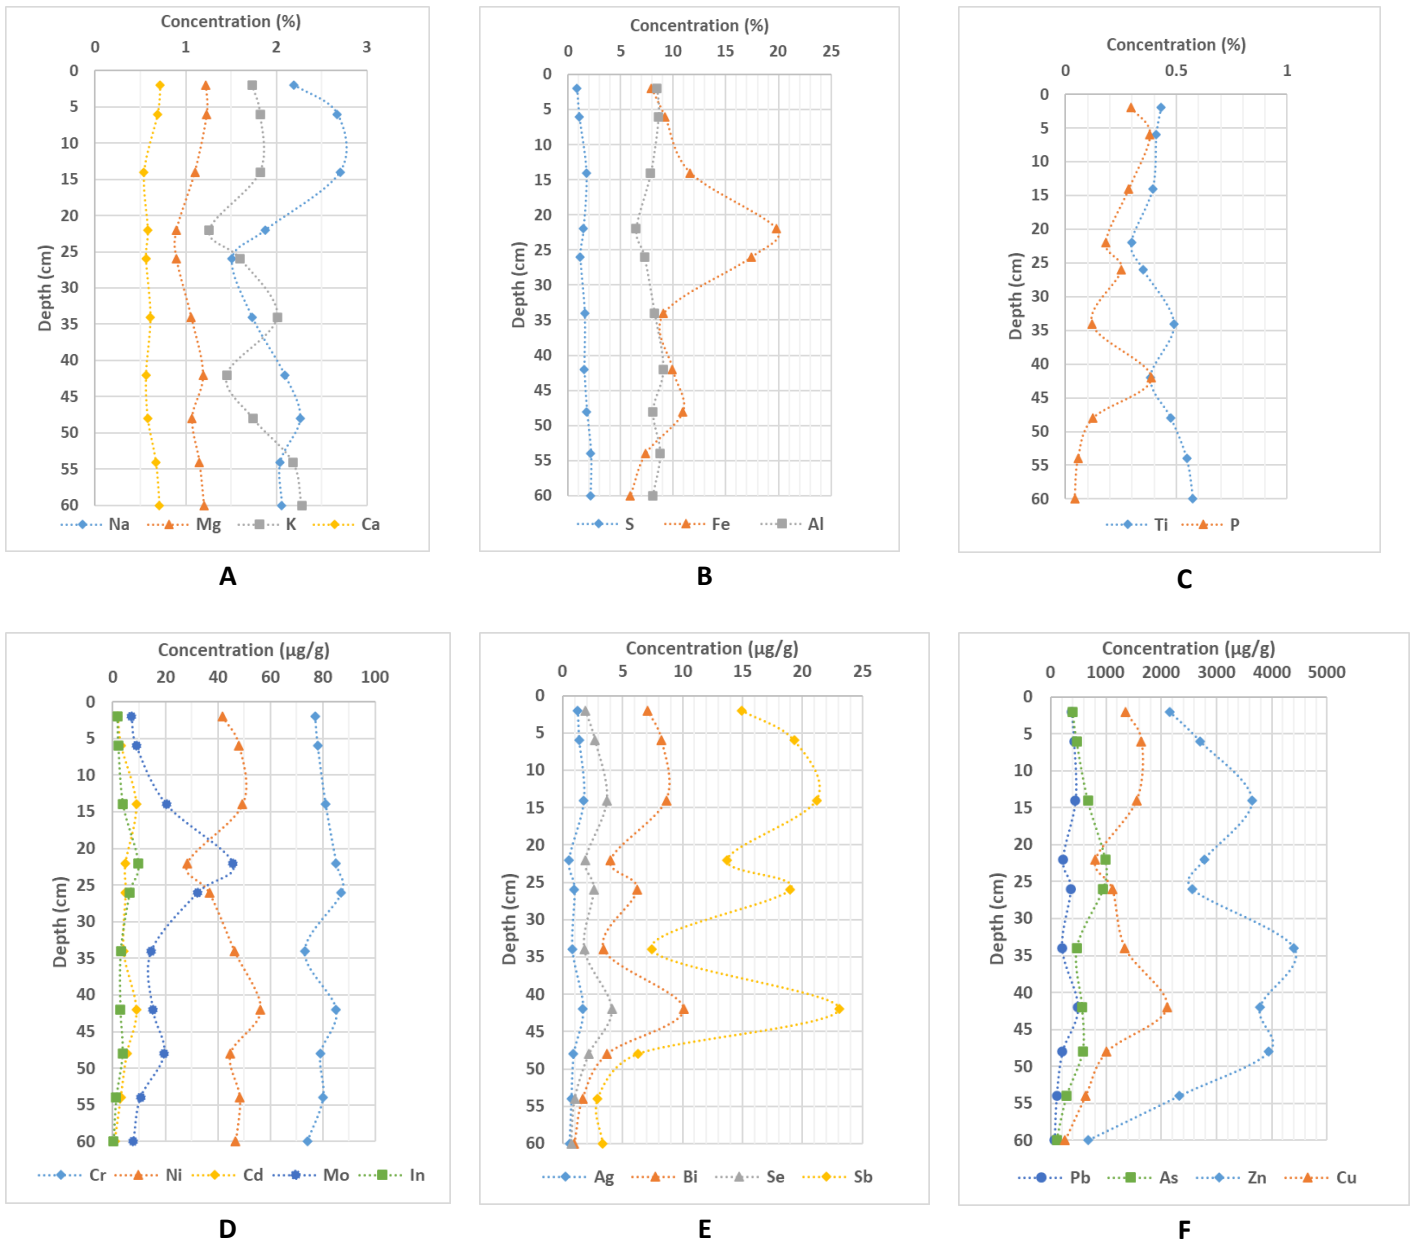 Concentration (%)
0 1 2 3
0
5
10
15
20
25
30
35
40
45
50
55
60
Depth (cm)
Na Mg K Ca
A
Concentration (%)
0 5 10 15 20 25
0
5
10
15
20
25
30
35
40
45
50
55
60
Depth (cm)
S Fe Al
B
Concentration (%)
0 0.5 1
0
5
10
15
20
25
30
35
40
45
50
55
60
Depth (cm)
Ti P
C
Concentration (µg/g)
0 20 40 60 80 100
0
5
10
15
20
25
30
35
40
45
50
55
60
Depth (cm)
Cr Ni Cd Mo In
D
Concentration (µg/g)
0 5 10 15 20 25
0
5
10
15
20
25
30
35
40
45
50
55
60
Depth (cm)
Ag Bi Se Sb
E
Concentration (µg/g)
0 1000 2000 3000 4000 5000
0
5
10
15
20
25
30
35
40
45
50
55
60
Depth (cm)
Pb As Zn Cu
F